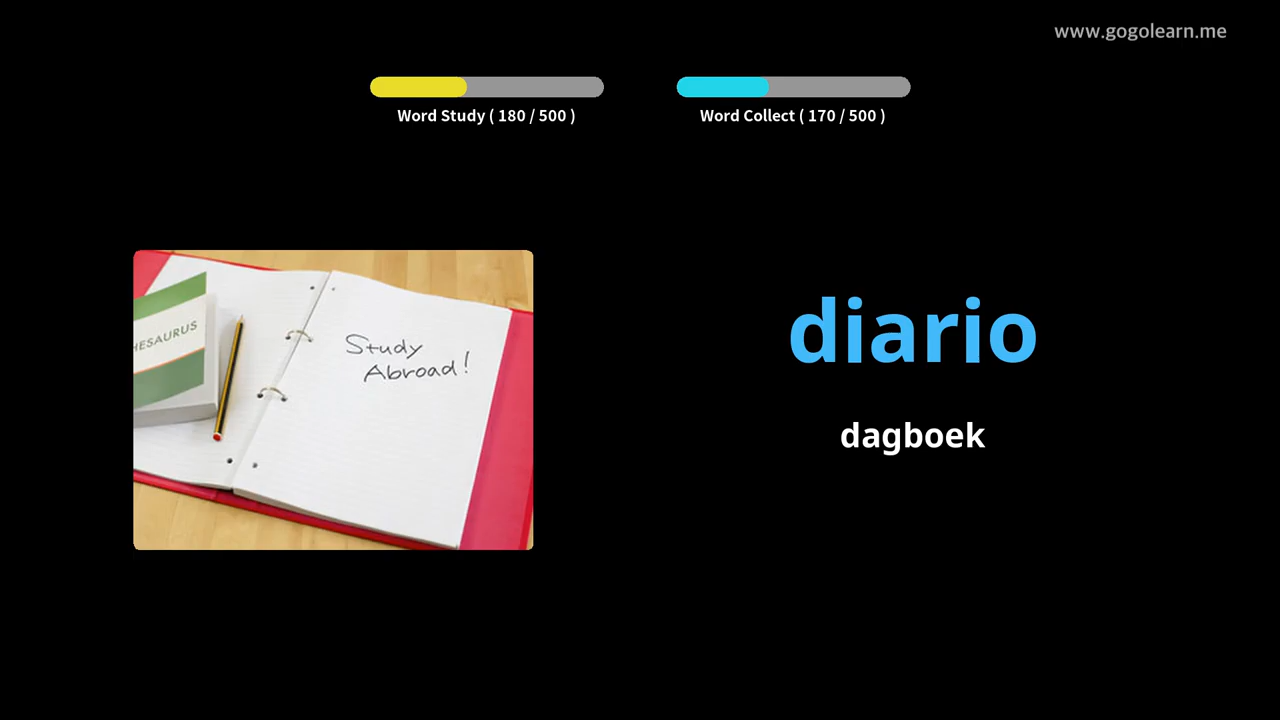 www.gogolearn.me
Word Study ( 180 / 500 )
Word Collect ( 170 / 500 )
HESAURUS
Study
Abroad!
diario
dagboek